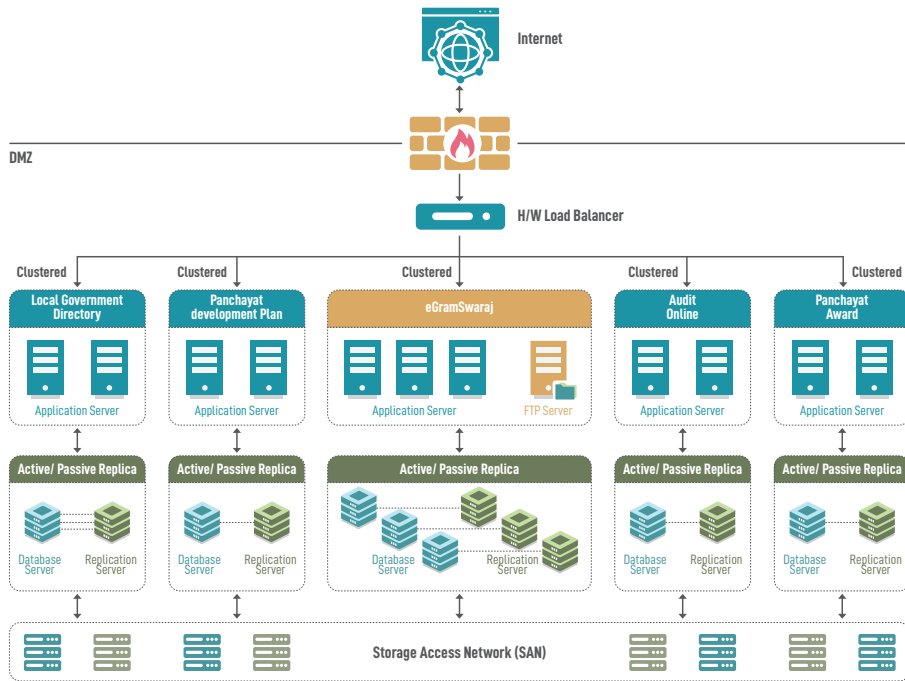 Internet
DMZ
H/W Load Balancer
Clustered
Clustered
Clustered
Clustered
Clustered
Local Government
Directory
Panchayat
development Plan
eGramSwaraj
Audit
Online
Panchayat
Award
Application Server
Application Server
Application Server
FTP Server
Application Server
Application Server
Active/ Passive Replica
Active/ Passive Replica
Active/ Passive Replica
Active/ Passive Replica
Active/ Passive Replica
Database
Server
Replication
Server
Database
Server
Replication
Server
Database
Server
Replication
Server
Database
Server
Replication
Server
Database
Server
Replication
Server
Storage Access Network (SAN)